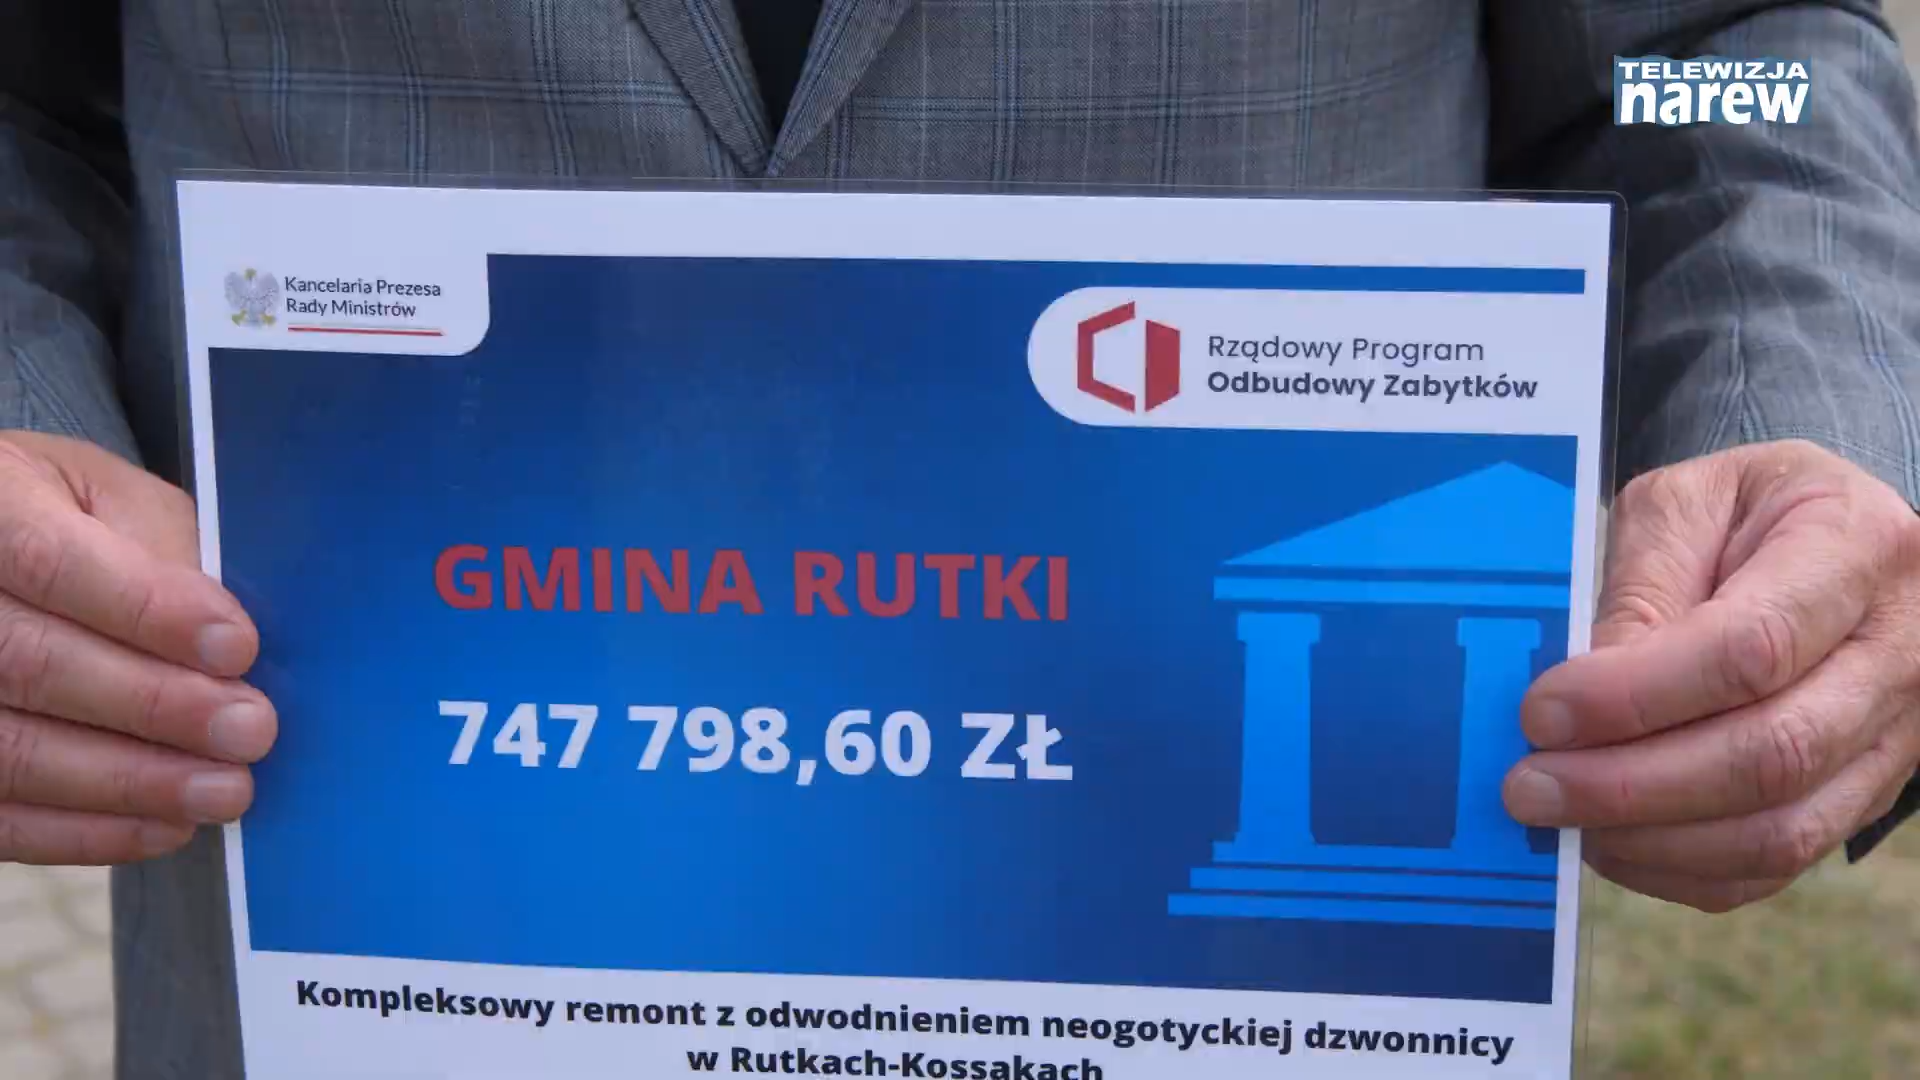 TELEWIZJA
narew
Kancelaria Prezesa
Rady Ministrów
Rządowy Program
Odbudowy Zabytków
GMINA RUTKI
747 798,60 ZŁ
Kompleksowy remont z odwodnieniem neogotyckiej dzwonnicy
w Rutkach-Kossakach